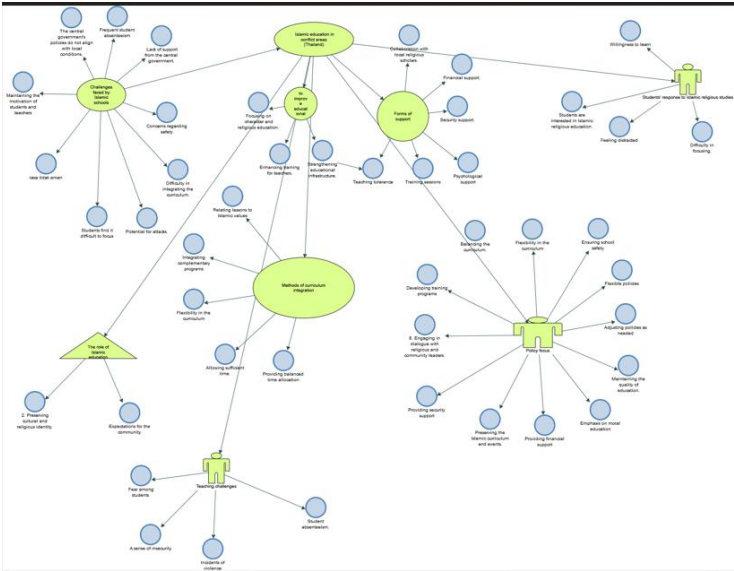 The central
government's
policies do not align
with local
conditions.
Frequent student
absenteeism
Lack of support
from the central
government.
Challenges
faced by
Islamic
schools
Maintaining the
motivation of
students and
teachers
Concerns regarding
safety.
rasa tidak aman
Difficulty in
integrating the
curriculum.
Students find it
difficult to focus
Potential for attacks.
Islamic education in
conflict areas
(Thailand)
to
improv
e
educat
ional
Focusing on
character and
religious education.
Enhancing training
for teachers.
Strengthening
educational
infrastructure.
Collaboration with
local religious
scholars.
Financial support.
Forms of
support
Security support.
Psychological
support
Training sessions
Teaching tolerance
Willingness to learn
Students' response to Islamic religious studies
Students are
interested in Islamic
religious education.
Feeling distracted
Difficulty in
focusing.
Relating lessons to
Islamic values
Integrating
complementary
programs.
Methods of curriculum
integration
Flexibility in the
curriculum
Allowing sufficient
time.
Providing balanced
time allocation
Balancing the
curriculum.
Flexibility in the
curriculum
Ensuring school
safety.
Developing training
programs
Flexible policies
6. Engaging in
dialogue with
religious and
community leaders.
Policy focus
Adjusting policies as
needed
Maintaining the
quality of
education.
Providing security
support
Preserving the
Islamic curriculum
and events
Providing financial
support
Emphasis on moral
education
The role of
Islamic
education
2. Preserving
cultural and
religious identity.
Expectations for the
community
Teaching challenges
Fear among
students.
Student
absenteeism.
A sense of insecurity
Incidents of
violence